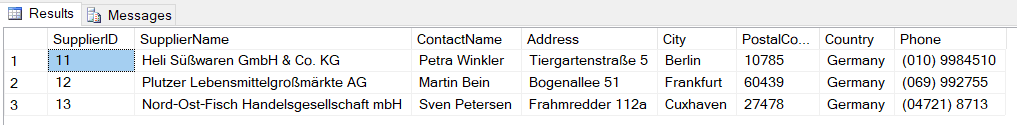 Results Messages
SupplierID SupplierName ContactName Address City PostalCo... Country Phone
1 11 Heli Süßwaren GmbH & Co. KG Petra Winkler Tiergartenstraße 5 Berlin 10785 Germany (010) 9984510
2 12 Plutzer Lebensmittelgroßmärkte AG Martin Bein Bogenallee 51 Frankfurt 60439 Germany (069) 992755
3 13 Nord-Ost-Fisch Handelsgesellschaft mbH Sven Petersen Frahmredder 112a Cuxhaven 27478 Germany (04721) 8713